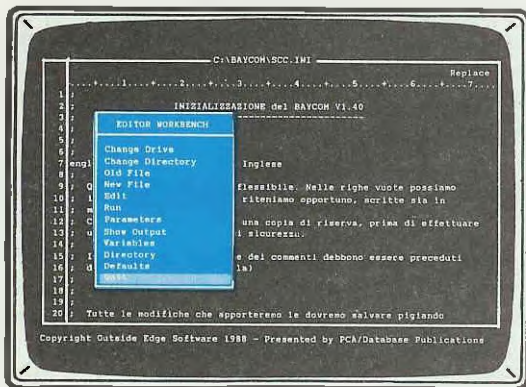 C:\BAYCOM\SCC.INI
Replace
....+....1....+....2....+....3....+....4....+....5....+....6....+....7....
1 ;
2 ; INIZIALIZZAZIONE del BAYCOM V1.40
3 ; ---------------------------------
4 ;
5 ;
6 ;
7 engl Inglese
8 ;
9 ; Q flessibile. Nelle righe vuote possiamo
10 ; i riteniamo opportuno, scritte sia in
11 ; m
12 ; C una copia di riserva, prima di effettuare
13 ; u i sicurezzu.
14 ;
15 ; I e dei commenti debbono essere preceduti
16 ; d la)
17 ;
18 ;
19 ;
20 ; Tutte le modifiche che apporteremo le dovremo salvare pigiando
EDITOR WORKBENCH
Change Drive
Change Directory
Old File
New File
Edit
Run
Parameters
Show Output
Variables
Directory
Defaults
Quit
Copyright Outside Edge Software 1988 - Presented by PCA/Database Publications